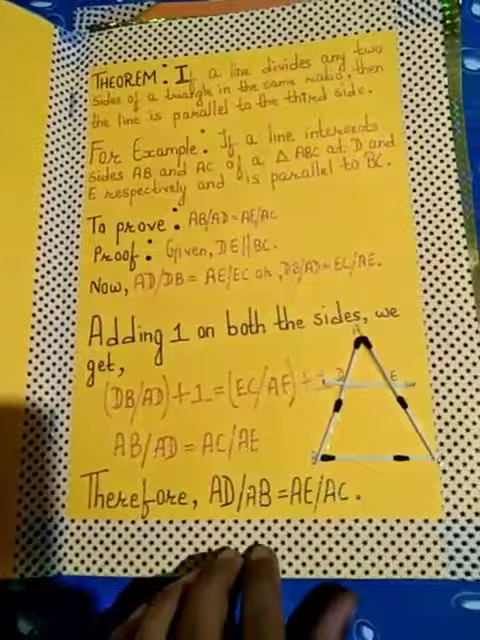 THEOREM: If a line divides any two
sides of a triangle in the same ratio, then
the line is parallel to the third side.
For Example: If a line intersects
sides AB and AC of a Δ ABC at D and
E respectively and is parallel to BC.
To prove: AB/AD=AE/AC
Proof: Given, DE||BC.
Now, AD/DB = AE/EC or, DB/AD=EC/AE.
Adding 1 on both the sides, we
get,
(DB/AD)+1=(EC/AE)+1
AB/AD=AC/AE
Therefore, AD/AB=AE/AC.
A
D E
B